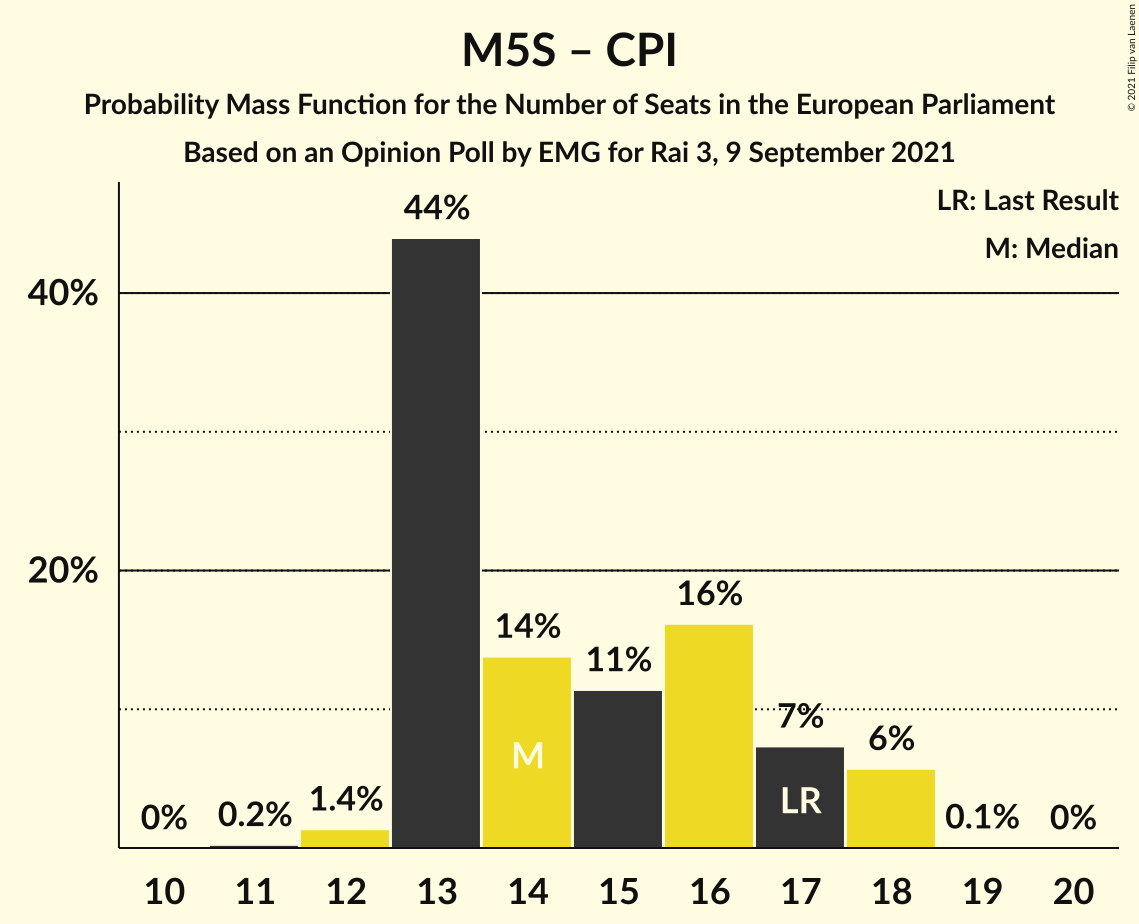 M5S – CPI
Probability Mass Function for the Number of Seats in the European Parliament
Based on an Opinion Poll by EMG for Rai 3, 9 September 2021
© 2021 Filip van Laenen
LR: Last Result
M: Median
44%
40%
20%
16%
14%
11%
7%
6%
M
LR
0%
0.2%
1.4%
0.1%
0%
10 11 12 13 14 15 16 17 18 19 20